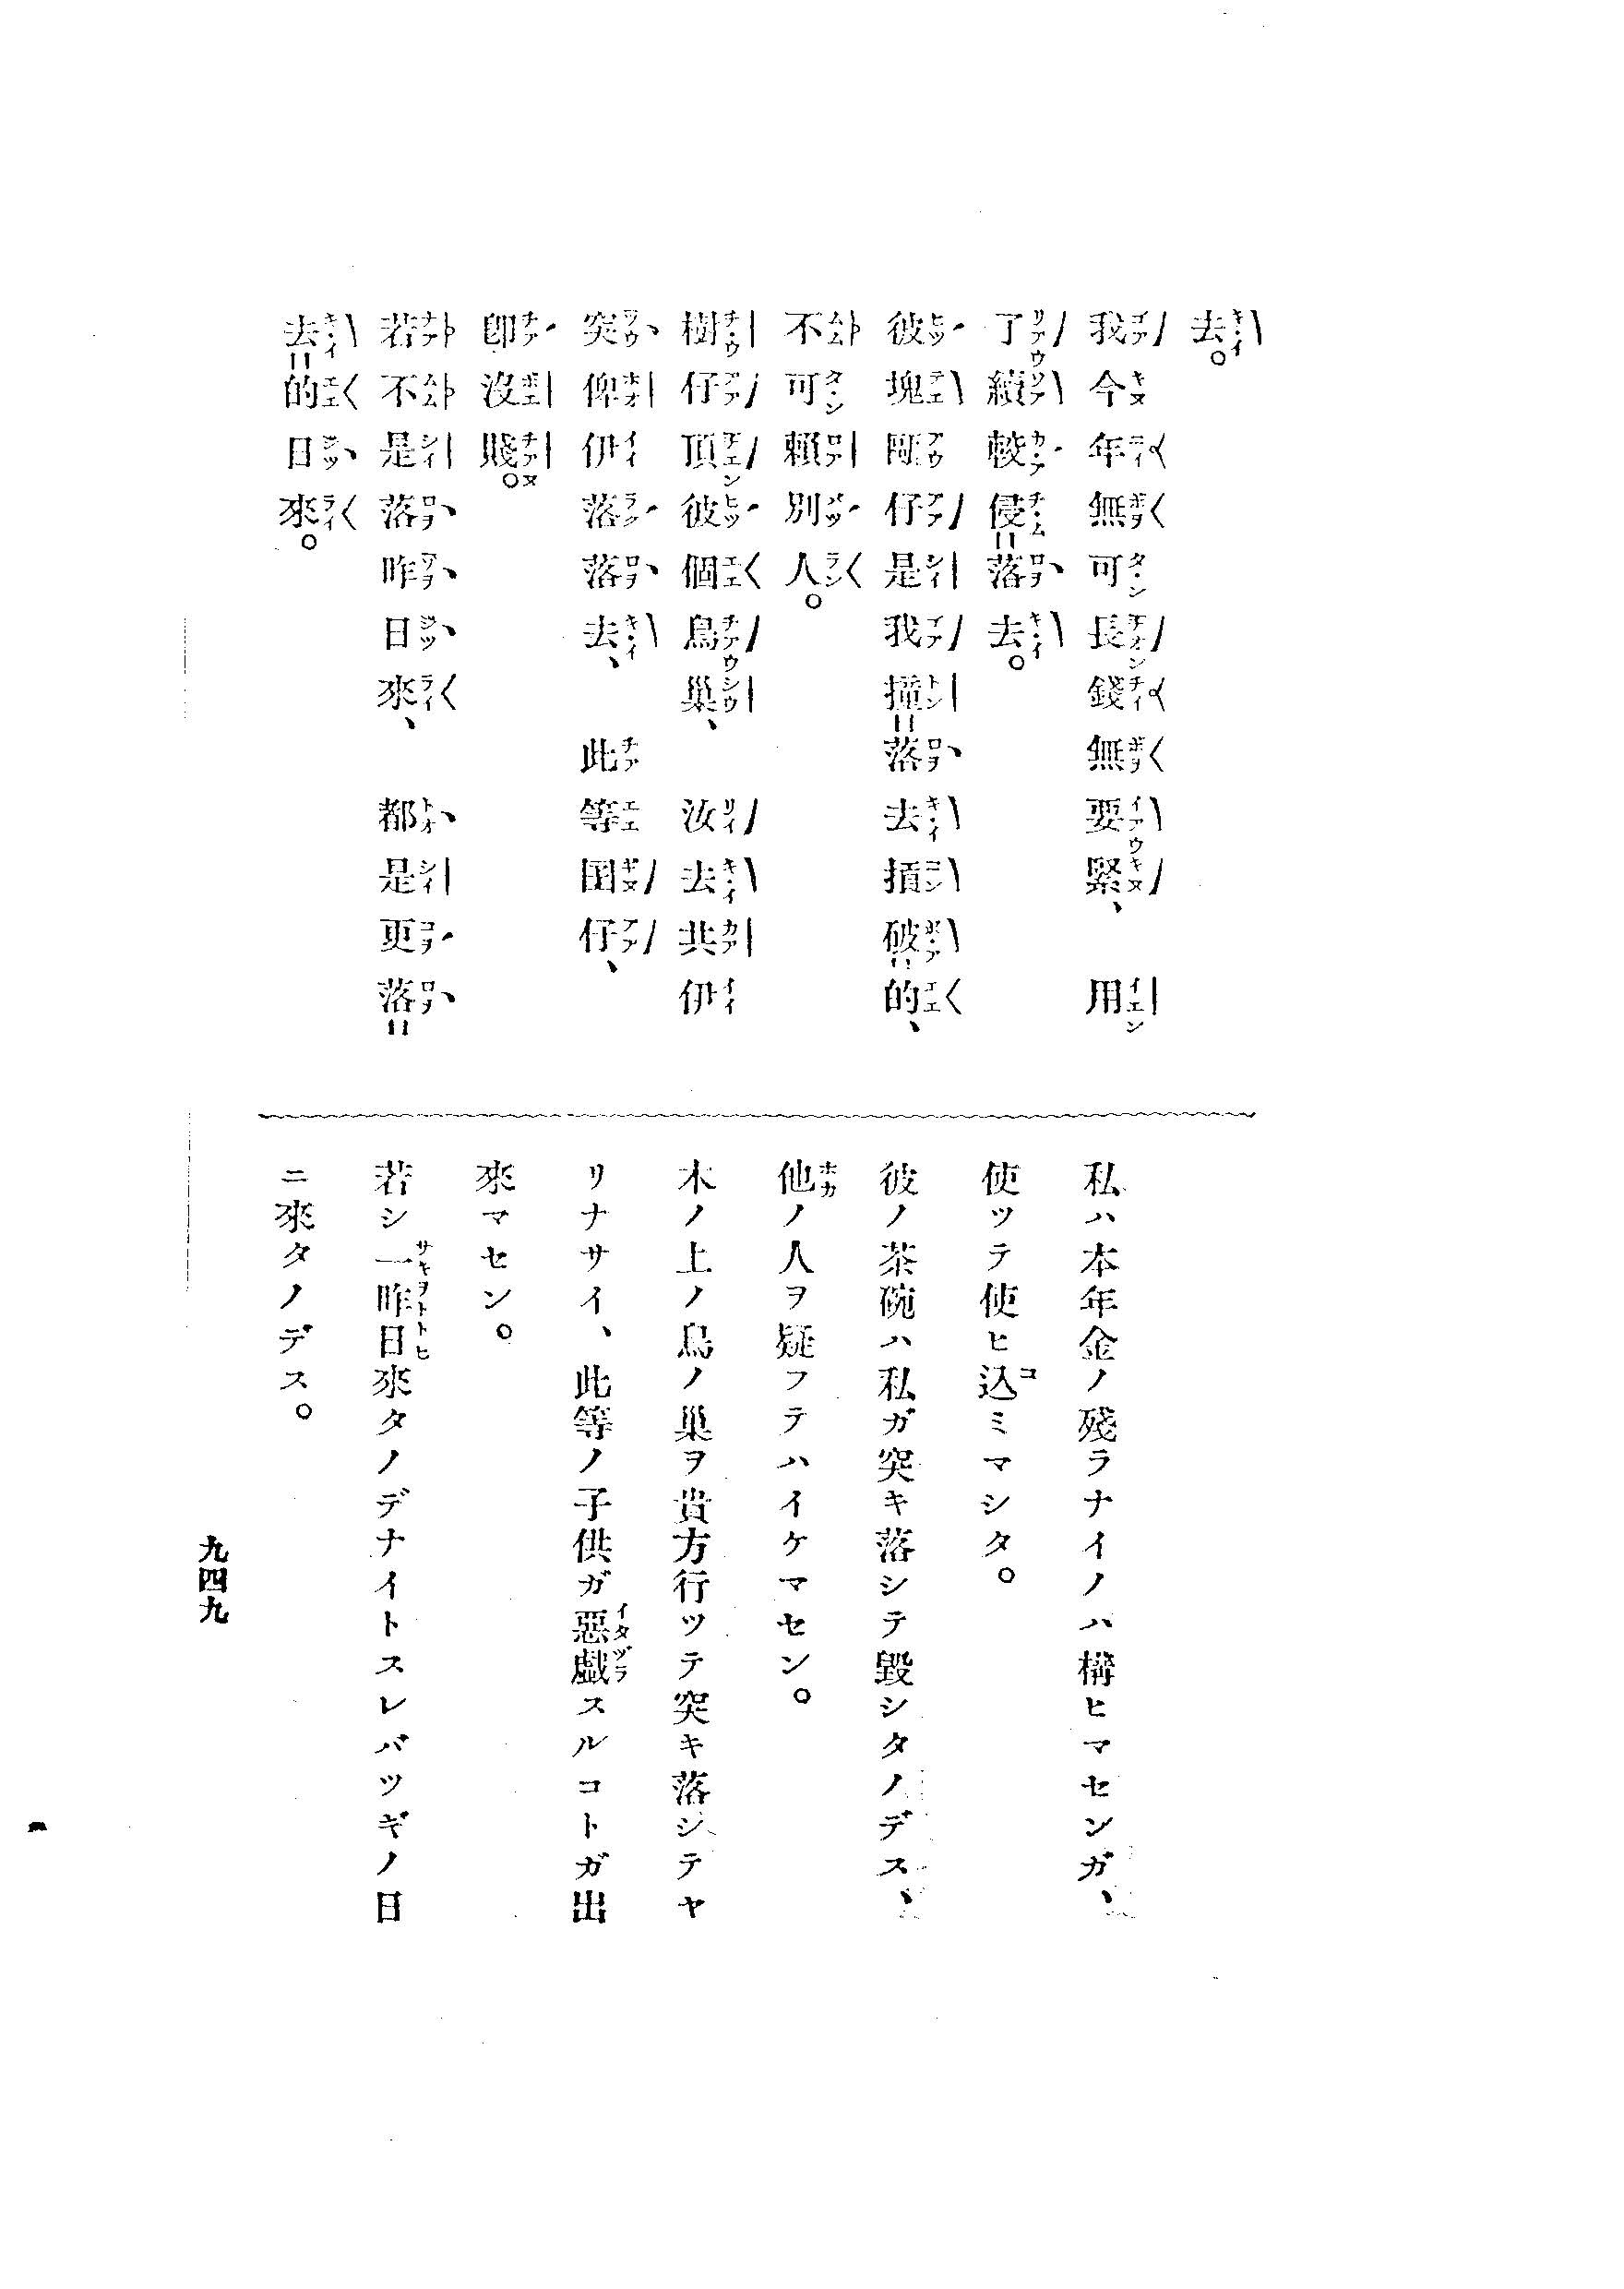 去。
我今年無可長錢無要緊、用
了續較侵落去。
彼塊甌仔是我撞落去摃破的、
不可賴別人。
樹仔頂彼個鳥巢、汝去共伊
突俾伊落落去、此等囝仔、
卽沒賤。
若不是落昨日來、都是更落
去的日來。
私ハ本年金ノ殘ラナイノハ構ヒマセンガ、
使ッテ使ヒ込ミマシタ。
彼ノ茶碗ハ私ガ突キ落シテ毀シタノデス、
他ノ人ヲ疑フテハイケマセン。
木ノ上ノ鳥ノ巢ヲ貴方行ツテ突キ落シテヤ
リナサイ、此等ノ子供ガ惡戯スルコトガ出
來マセン。
若シ一昨日來タノデナイトスレバツギノ日
ニ來タノデス。
九四九